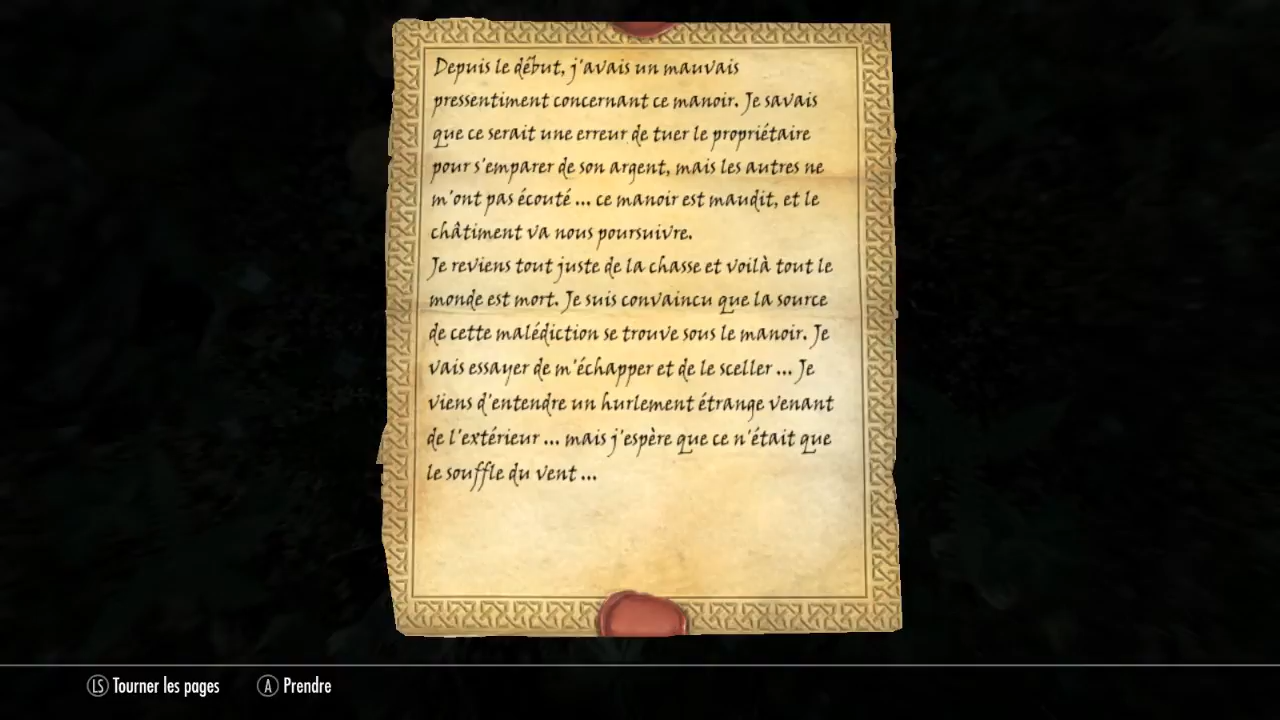 Depuis le début, j'avais un mauvais
pressentiment concernant ce manoir. Je savais
que ce serait une erreur de tuer le propriétaire
pour s'emparer de son argent, mais les autres ne
m'ont pas écouté ... ce manoir est maudit, et le
châtiment va nous poursuivre.
Je reviens tout juste de la chasse et voilà tout le
monde est mort. Je suis convaincu que la source
de cette malédiction se trouve sous le manoir. Je
vais essayer de m'échapper et de le sceller ... Je
viens d'entendre un hurlement étrange venant
de l'extérieur ... mais j'espère que ce n'était que
le souffle du vent ...
LS Tourner les pages A Prendre